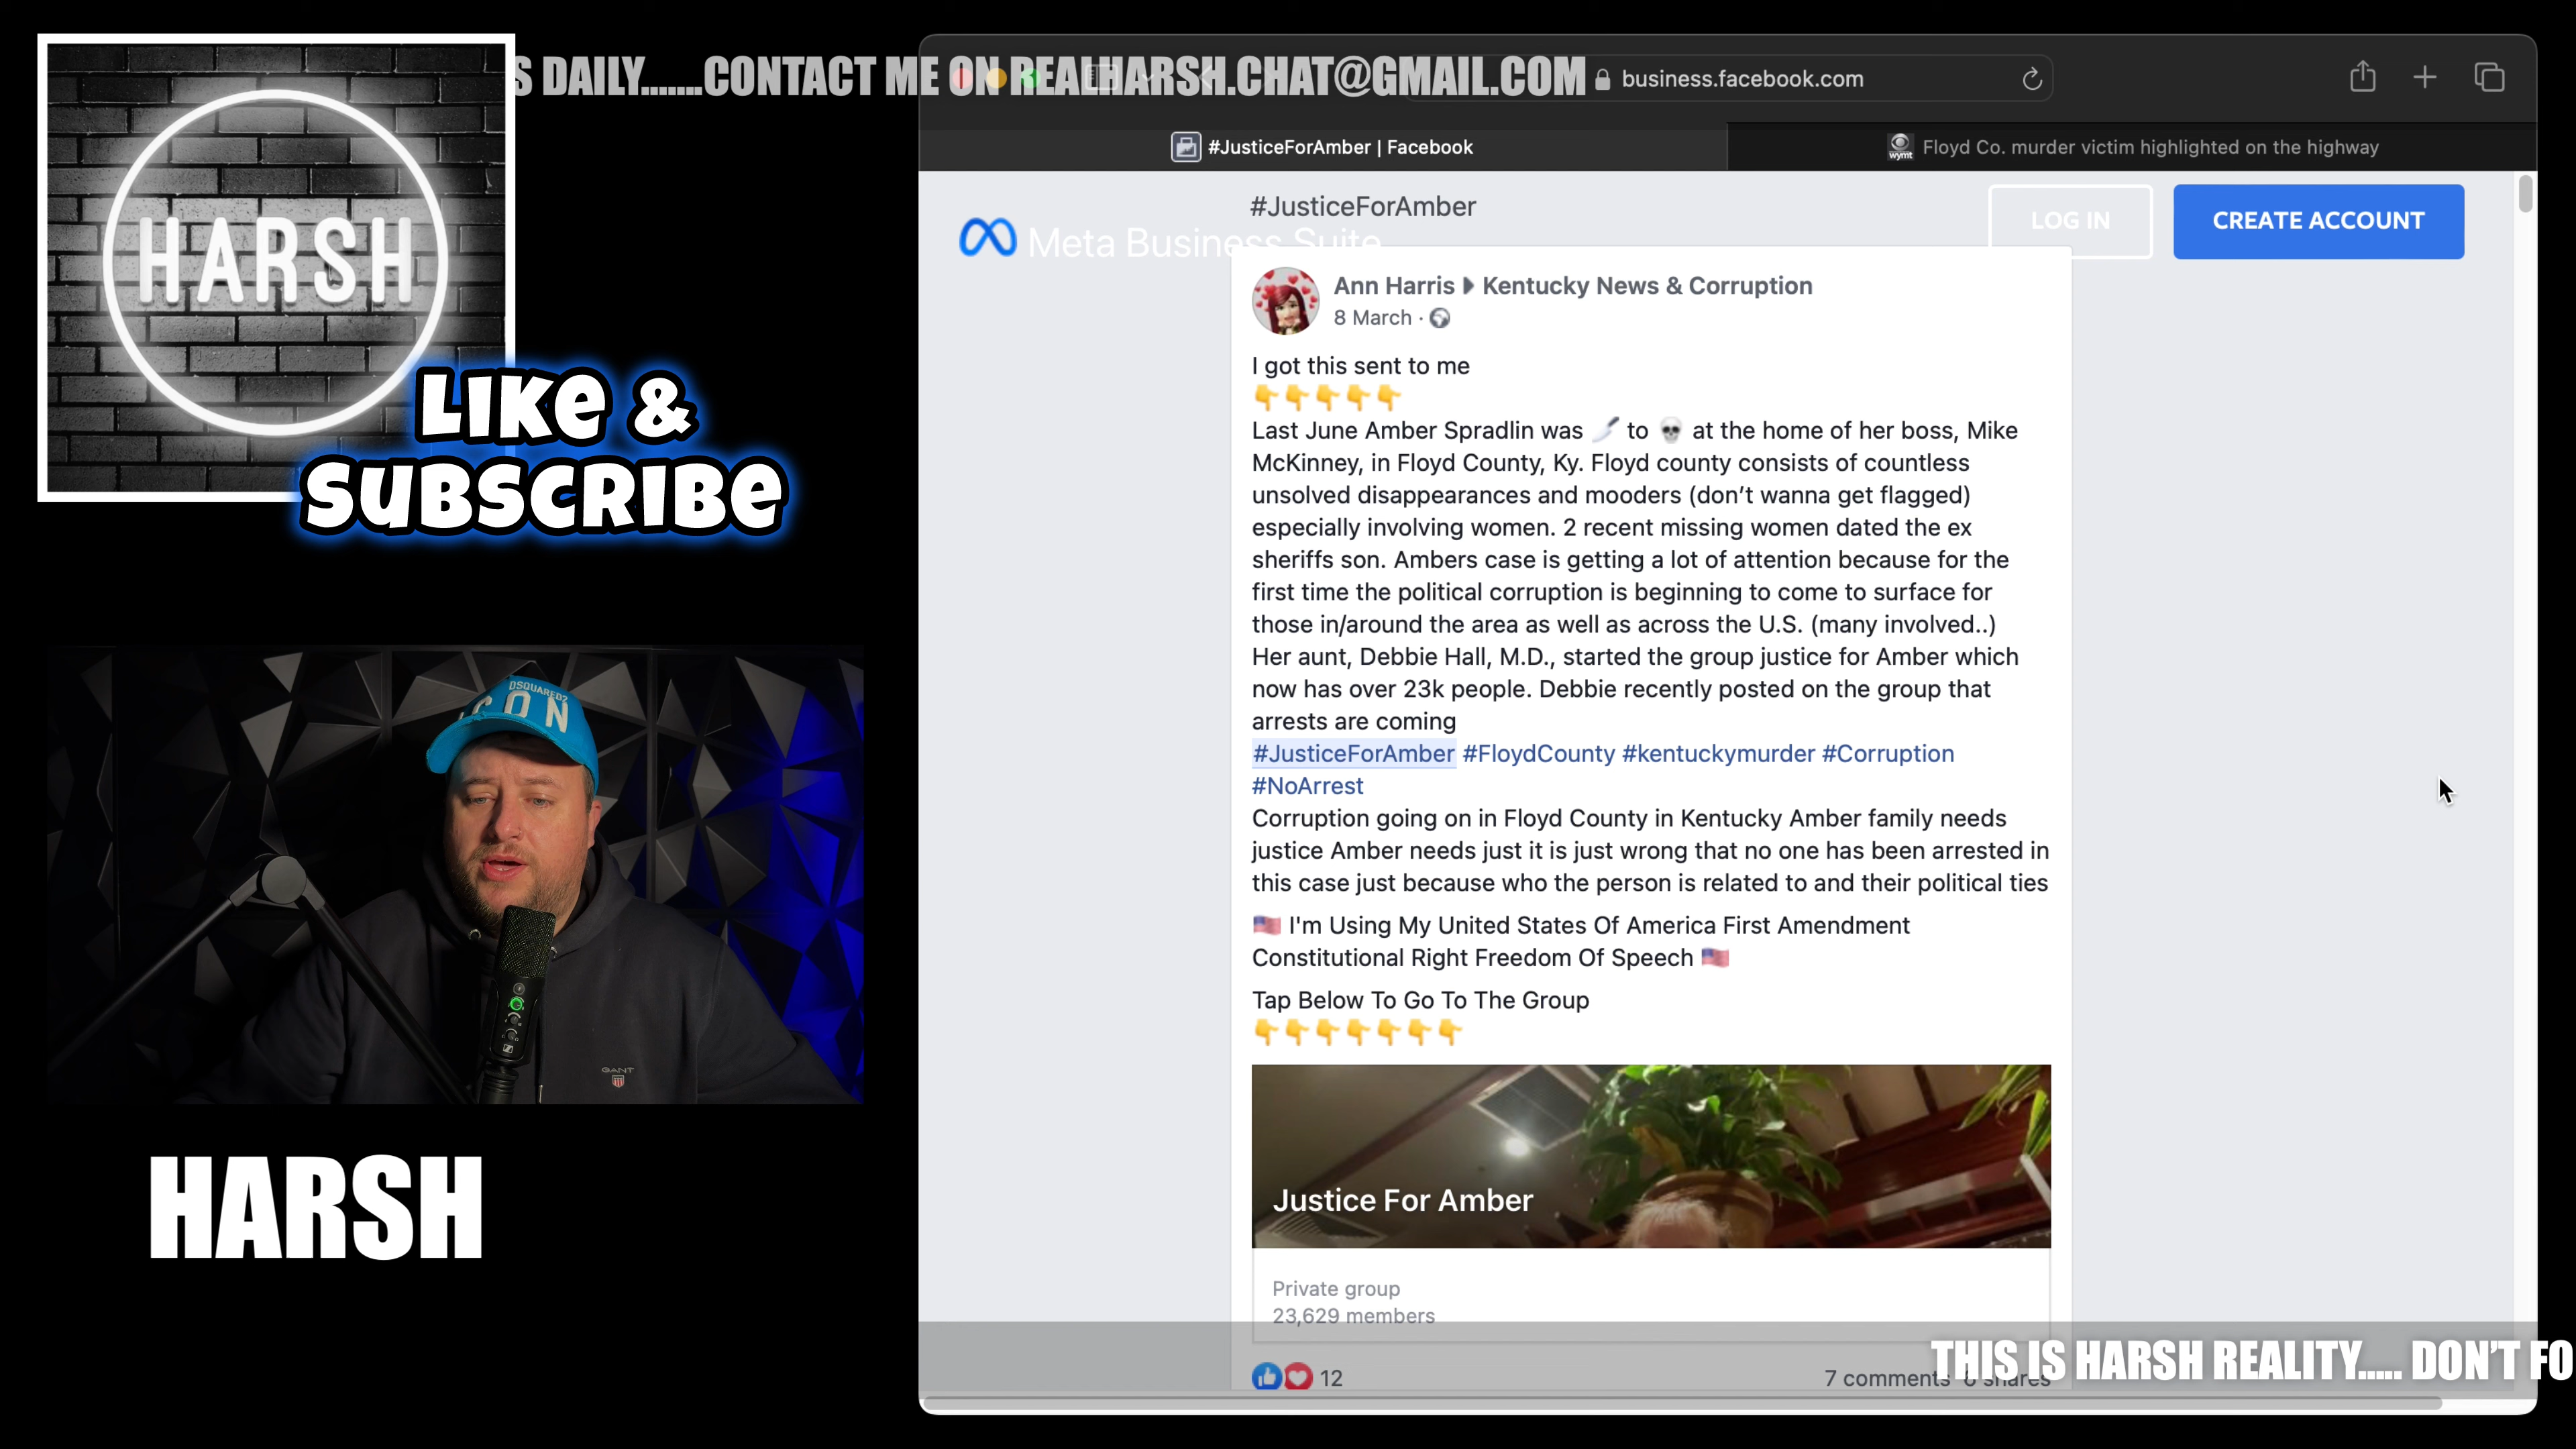 S DAILY.......CONTACT ME ON REALHARSH.CHAT@GMAIL.COM
business.facebook.com
#JusticeForAmber | Facebook
wymt
Floyd Co. murder victim highlighted on the highway
HARSH
LIKE &
SUBSCRIBE
#JusticeForAmber
Meta Business Suite
LOG IN
CREATE ACCOUNT
Ann Harris ▸ Kentucky News & Corruption
8 March ·
I got this sent to me
👇👇👇👇👇
Last June Amber Spradlin was 🔪 to 💀 at the home of her boss, Mike
McKinney, in Floyd County, Ky. Floyd county consists of countless
unsolved disappearances and mooders (don’t wanna get flagged)
especially involving women. 2 recent missing women dated the ex
sheriffs son. Ambers case is getting a lot of attention because for the
first time the political corruption is beginning to come to surface for
those in/around the area as well as across the U.S. (many involved..)
Her aunt, Debbie Hall, M.D., started the group justice for Amber which
now has over 23k people. Debbie recently posted on the group that
arrests are coming
#JusticeForAmber #FloydCounty #kentuckymurder #Corruption
#NoArrest
Corruption going on in Floyd County in Kentucky Amber family needs
justice Amber needs just it is just wrong that no one has been arrested in
this case just because who the person is related to and their political ties
🇺🇸 I'm Using My United States Of America First Amendment
Constitutional Right Freedom Of Speech 🇺🇸
Tap Below To Go To The Group
👇👇👇👇👇👇👇
Justice For Amber
Private group
23,629 members
12
7 comments 6 shares
DSQUARED2
ICON
GANT
HARSH
THIS IS HARSH REALITY..... DON'T FO